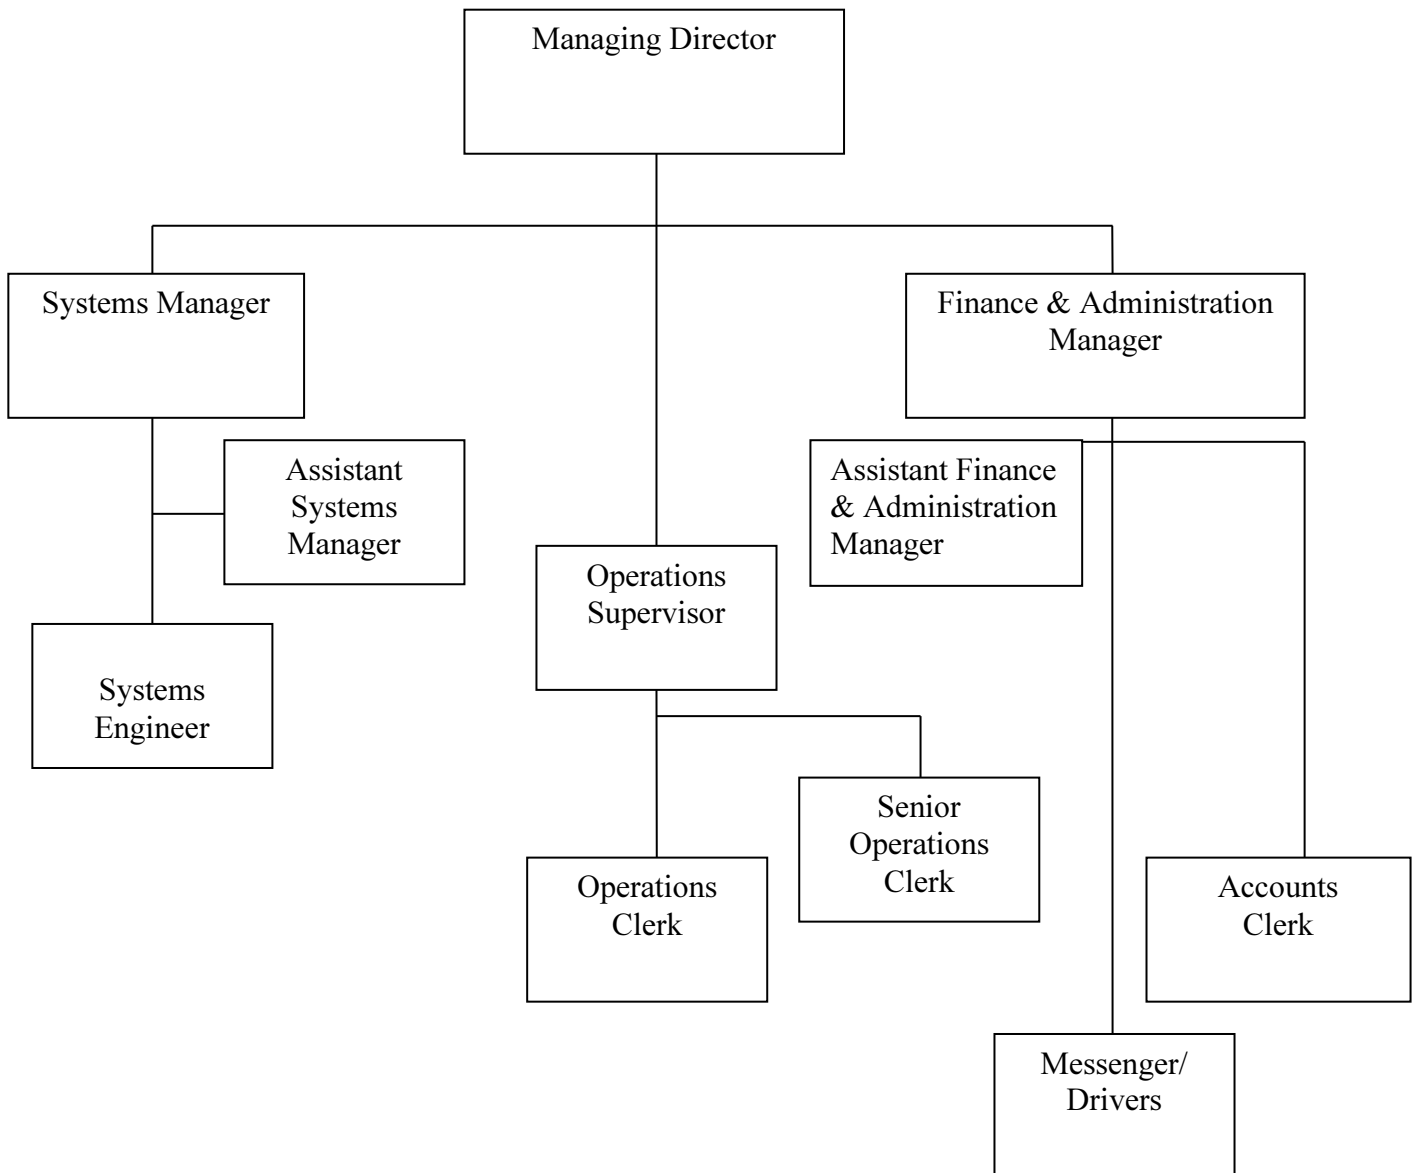 Managing Director
Systems Manager
Finance & Administration
Manager
Assistant
Systems
Manager
Assistant Finance
& Administration
Manager
Operations
Supervisor
Systems
Engineer
Senior
Operations
Clerk
Operations
Clerk
Accounts
Clerk
Messenger/
Drivers